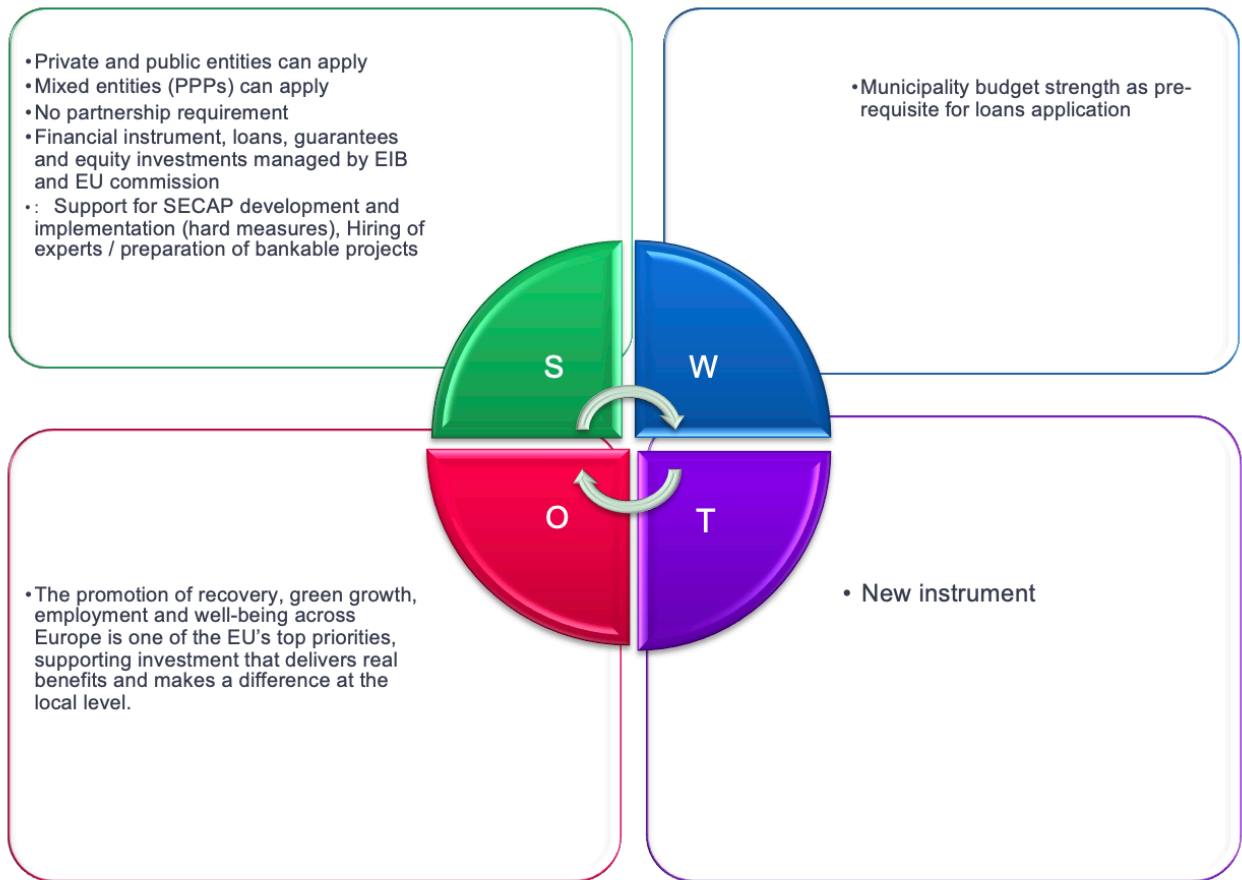 • Private and public entities can apply
• Mixed entities (PPPs) can apply
• No partnership requirement
• Financial instrument, loans, guarantees
and equity investments managed by EIB
and EU commission
• : Support for SECAP development and
implementation (hard measures), Hiring of
experts / preparation of bankable projects
• Municipality budget strength as pre-
requisite for loans application
S
W
O
T
• The promotion of recovery, green growth,
employment and well-being across
Europe is one of the EU’s top priorities,
supporting investment that delivers real
benefits and makes a difference at the
local level.
• New instrument